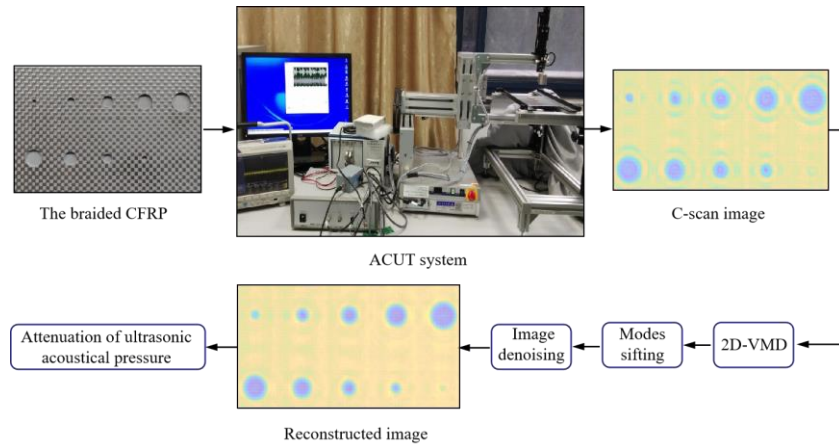 The braided CFRP
ACUT system
C-scan image
Attenuation of ultrasonic
acoustical pressure
Reconstructed image
Image
denoising
Modes
sifting
2D-VMD